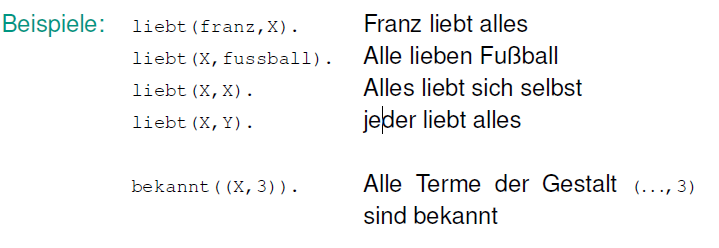 Beispiele: liebt(franz,X). Franz liebt alles
liebt(X,fussball). Alle lieben Fußball
liebt(X,X). Alles liebt sich selbst
liebt(X,Y). jeder liebt alles
bekannt((X,3)). Alle Terme der Gestalt (...,3)
sind bekannt